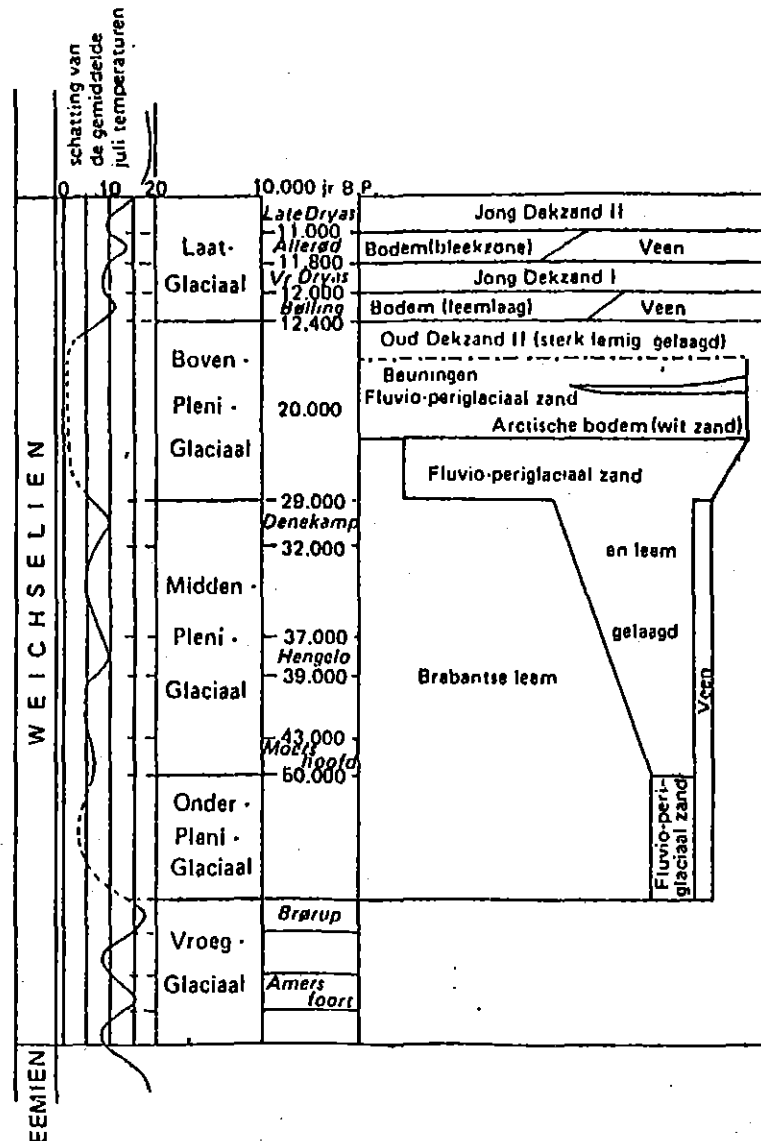 schatting van
de gemiddelde
juli temperaturen
0 10 20
10.000 jr B P.
WEICHSELIEN
EEMIEN
Laat-
Glaciaal
Late Dryas
11.000
Allerød
11.800
Vr Dryas
12.000
Bølling
12.400
Jong Dekzand II
Bodem (bleekzone) Veen
Jong Dekzand I
Bodem (leemlaag) Veen
Boven-
Pleni-
Glaciaal
20.000
Oud Dekzand II (sterk lemig gelaagd)
Beuningen
Fluvio-periglaciaal zand
Arctische bodem (wit zand)
Fluvio-periglaciaal zand
29.000
Denekamp
32.000
en leem
Midden-
Pleni-
Glaciaal
37.000
Hengelo
39.000
gelaagd
Brabantse leem
Veen
43.000
Moers
hoofd
50.000
Onder-
Pleni-
Glaciaal
Fluvio-peri-
glaciaal zand
Vroeg-
Glaciaal
Brørup
Amers
foort